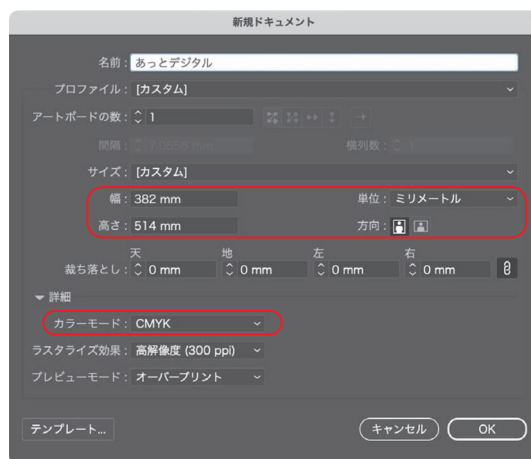 新規ドキュメント
名前：あっとデジタル
プロファイル：[カスタム]
アートボードの数：1
間隔：7.0556 mm 横列数：1
サイズ：[カスタム]
幅：382 mm 単位：ミリメートル
高さ：514 mm 方向：
天 地 左 右
裁ち落とし：0 mm 0 mm 0 mm 0 mm
詳細
カラーモード：CMYK
ラスタライズ効果：高解像度 (300 ppi)
プレビューモード：オーバープリント
テンプレート... キャンセル OK